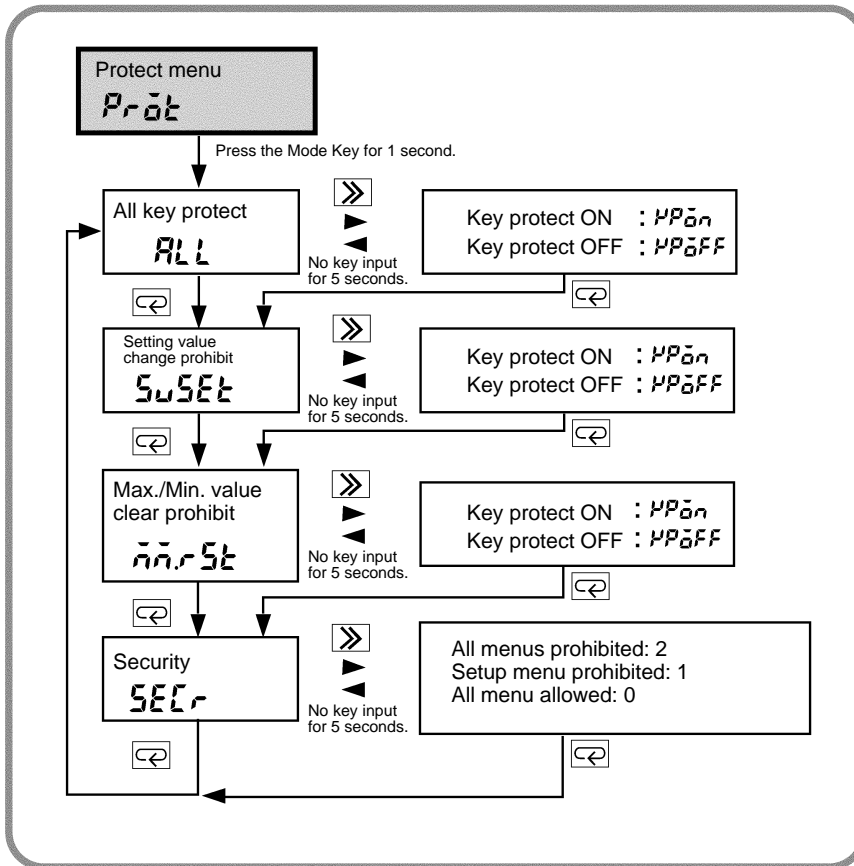 Protect menu
Prōt
Press the Mode Key for 1 second.
All key protect
ALL
No key input
for 5 seconds.
Key protect ON : KPōn
Key protect OFF : KPōFF
Setting value
change prohibit
SvSEt
No key input
for 5 seconds.
Key protect ON : KPōn
Key protect OFF : KPōFF
Max./Min. value
clear prohibit
n̄n̄.rSt
No key input
for 5 seconds.
Key protect ON : KPōn
Key protect OFF : KPōFF
Security
SECr
No key input
for 5 seconds.
All menus prohibited: 2
Setup menu prohibited: 1
All menu allowed: 0